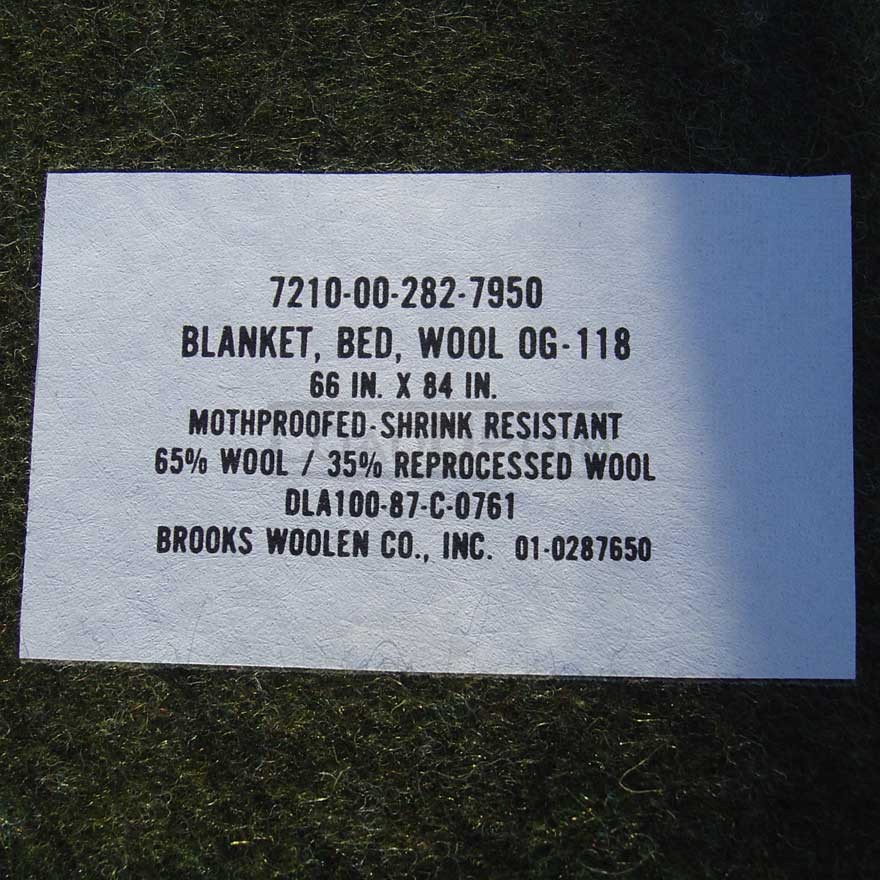 7210-00-282-7950
BLANKET, BED, WOOL OG-118
66 IN. X 84 IN.
MOTHPROOFED-SHRINK RESISTANT
65% WOOL / 35% REPROCESSED WOOL
DLA100-87-C-0761
BROOKS WOOLEN CO., INC. 01-0287650